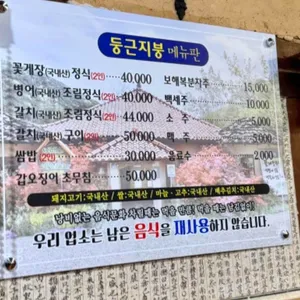 둥근지붕 메뉴판
꽃게장(국내산)정식(2인) 40.000
병어(국내산)조림정식(2인) 40.000
갈치(국내산)조림정식(2인) 44.000
갈치(국내산) 구이(2인) 50.000
쌈밥(2인) 30.000
갑오징어 초무침 50.000
보해복분자주 15,000
백세주 10.000
소 주 5.000
맥 주 5.000
음료수 2.000
돼지고기:국내산 / 쌀:국내산 / 마늘·고추:국내산 / 배추김치:국내산
우리 업소는 남은 음식을 재사용하지 않습니다.